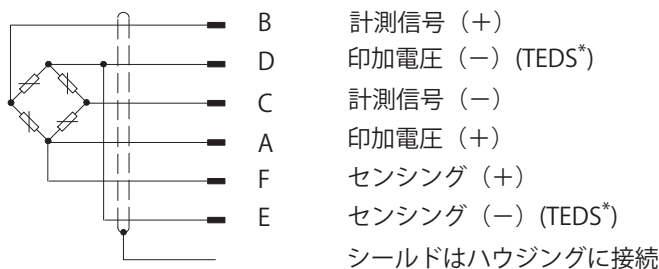 B 計測信号（＋）
D 印加電圧（－）(TEDS*)
C 計測信号（－）
A 印加電圧（＋）
F センシング（＋）
E センシング（－）(TEDS*)
シールドはハウジングに接続